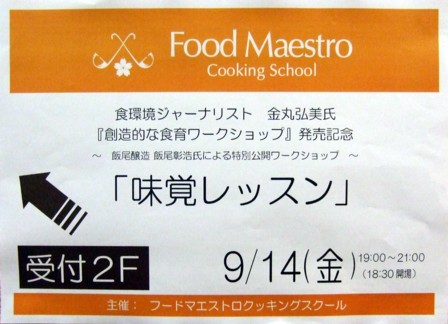 Food Maestro
Cooking School
食環境ジャーナリスト 金丸弘美氏
『創造的な食育ワークショップ』発売記念
～ 飯尾醸造 飯尾彰浩氏による特別公開ワークショップ ～
「味覚レッスン」
受付2F
9/14(金) 19:00～21:00
(18:30開場)
主催： フードマエストロクッキングスクール